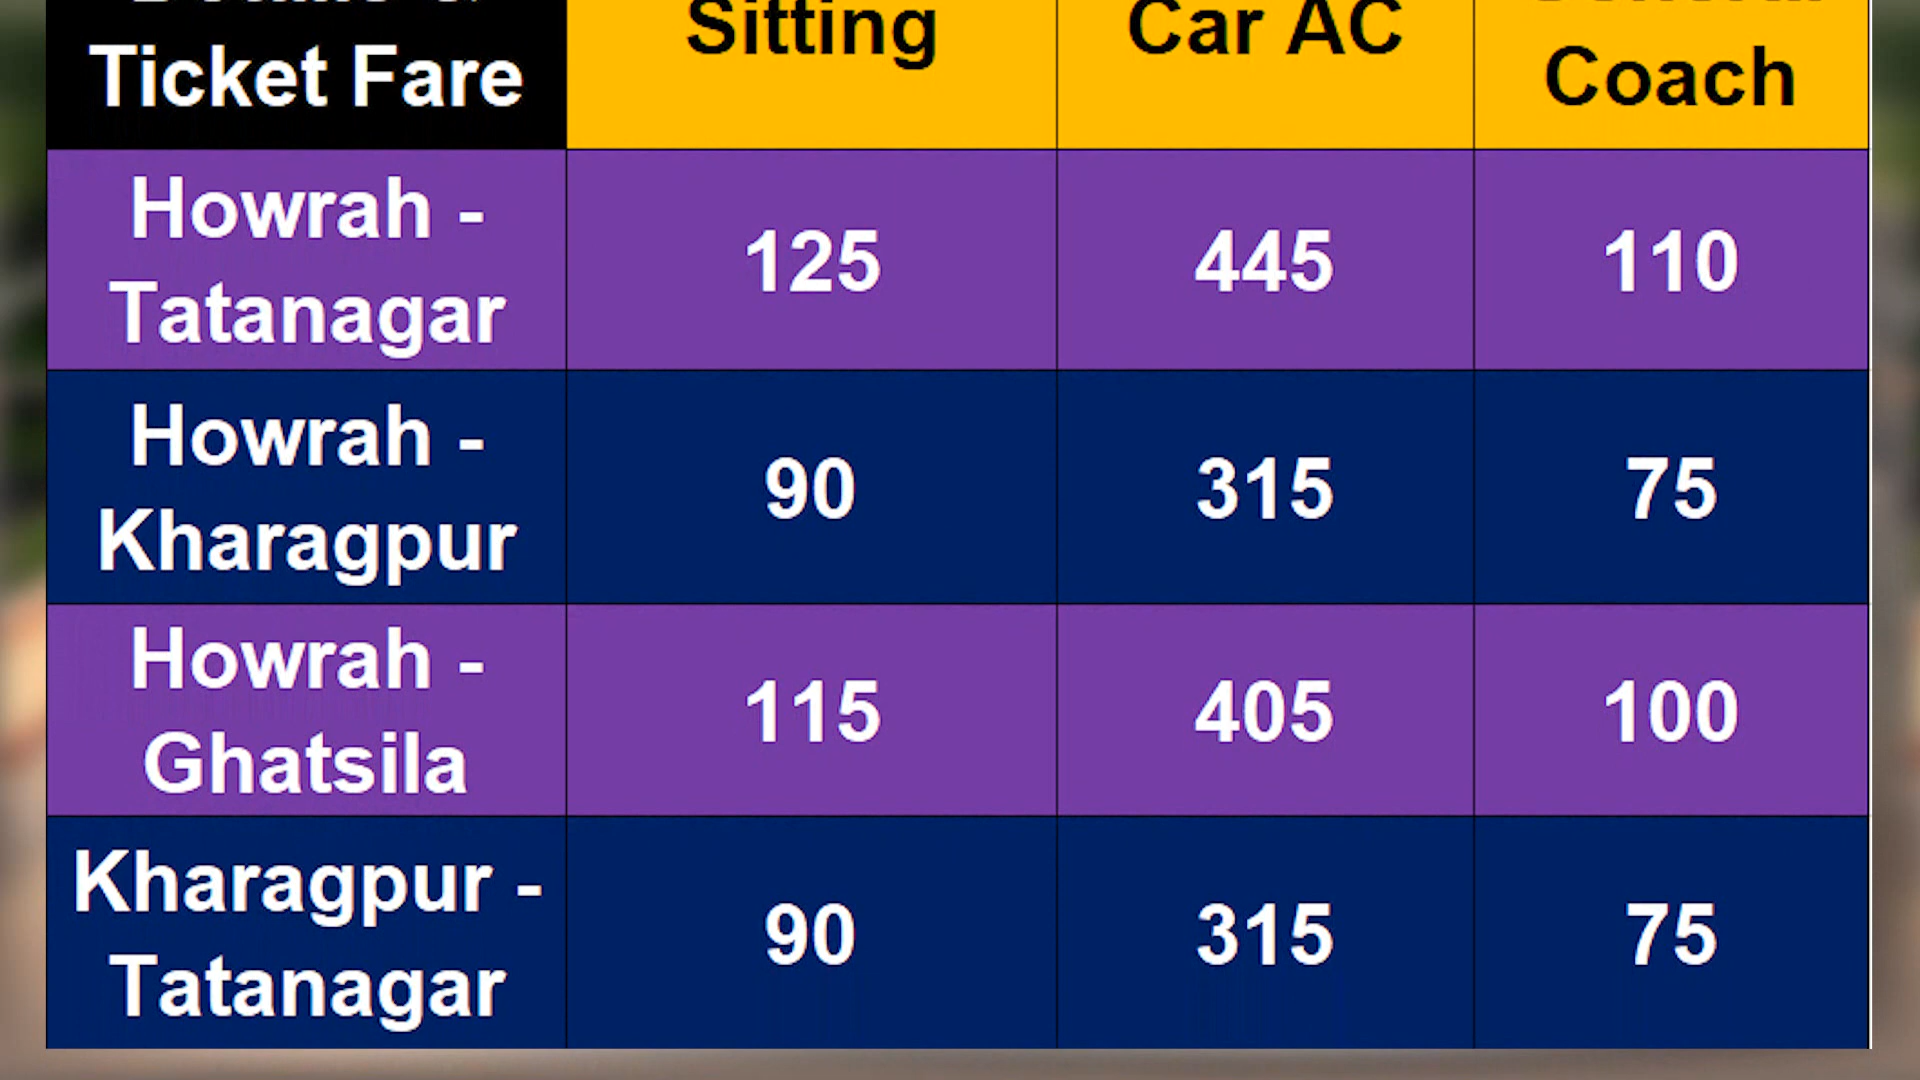 Ticket Fare
Sitting
Car AC
Coach
Howrah -
Tatanagar
125
445
110
Howrah -
Kharagpur
90
315
75
Howrah -
Ghatsila
115
405
100
Kharagpur -
Tatanagar
90
315
75